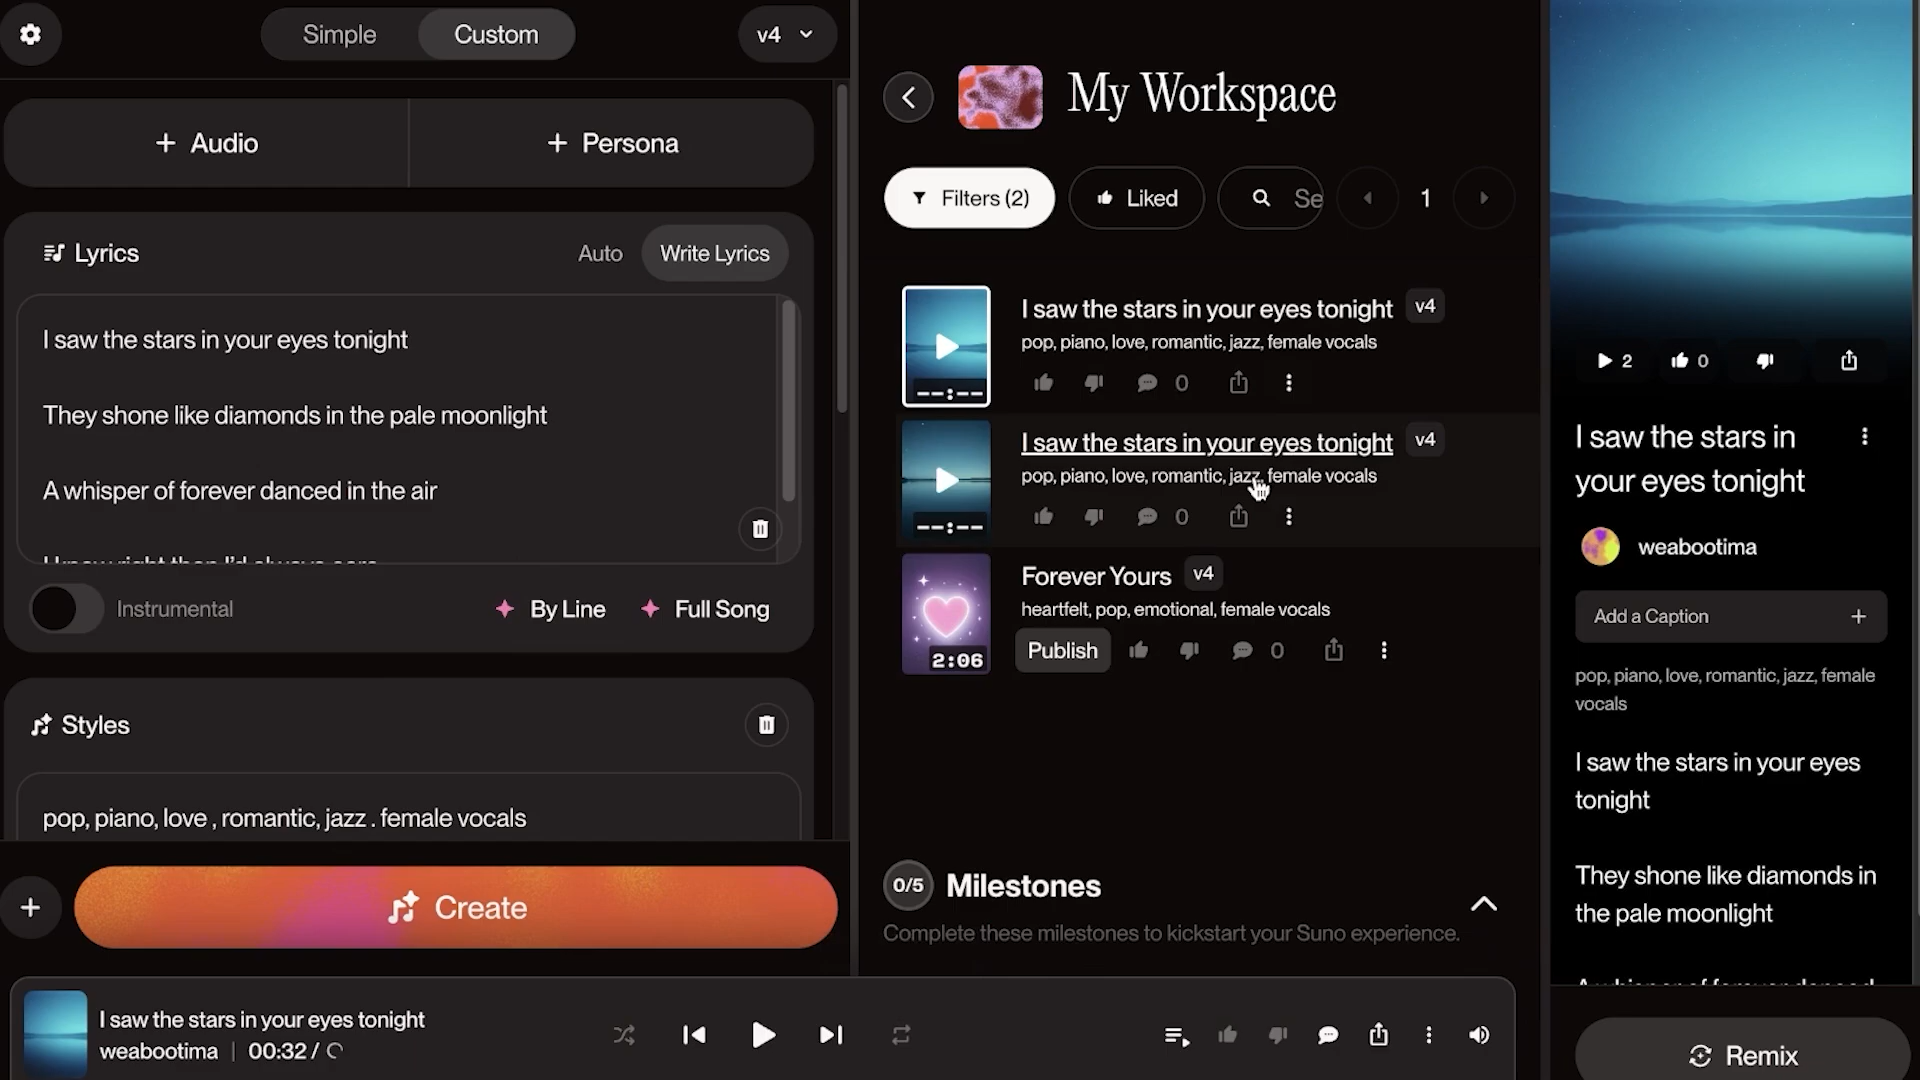 Simple
Custom
v4
+ Audio
+ Persona
Lyrics
Auto
Write Lyrics
I saw the stars in your eyes tonight
They shone like diamonds in the pale moonlight
A whisper of forever danced in the air
Instrumental
By Line
Full Song
Styles
pop, piano, love , romantic, jazz . female vocals
Create
My Workspace
Filters (2)
Liked
Se
1
I saw the stars in your eyes tonight v4
pop, piano, love, romantic, jazz, female vocals
--:--
0
I saw the stars in your eyes tonight v4
pop, piano, love, romantic, jazz, female vocals
--:--
0
Forever Yours v4
heartfelt, pop, emotional, female vocals
2:06
Publish
0
0/5 Milestones
Complete these milestones to kickstart your Suno experience.
2
0
I saw the stars in
your eyes tonight
weabootima
Add a Caption
pop, piano, love, romantic, jazz, female
vocals
I saw the stars in your eyes
tonight
They shone like diamonds in
the pale moonlight
Remix
I saw the stars in your eyes tonight
weabootima | 00:32 /